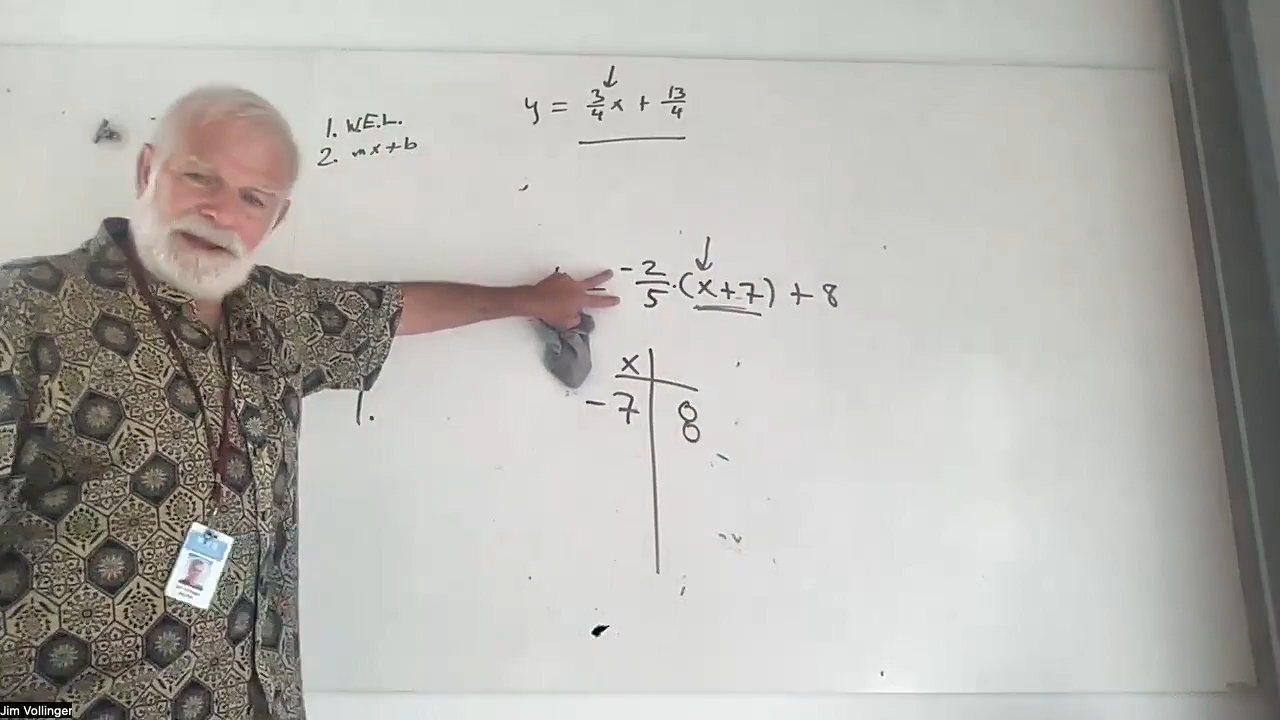 y = 3/4 x + 13/4
1. W.E.L.
2. mx+b
-2/5 · (x+7) + 8
x
-7 8
1.
Jim Vollinger